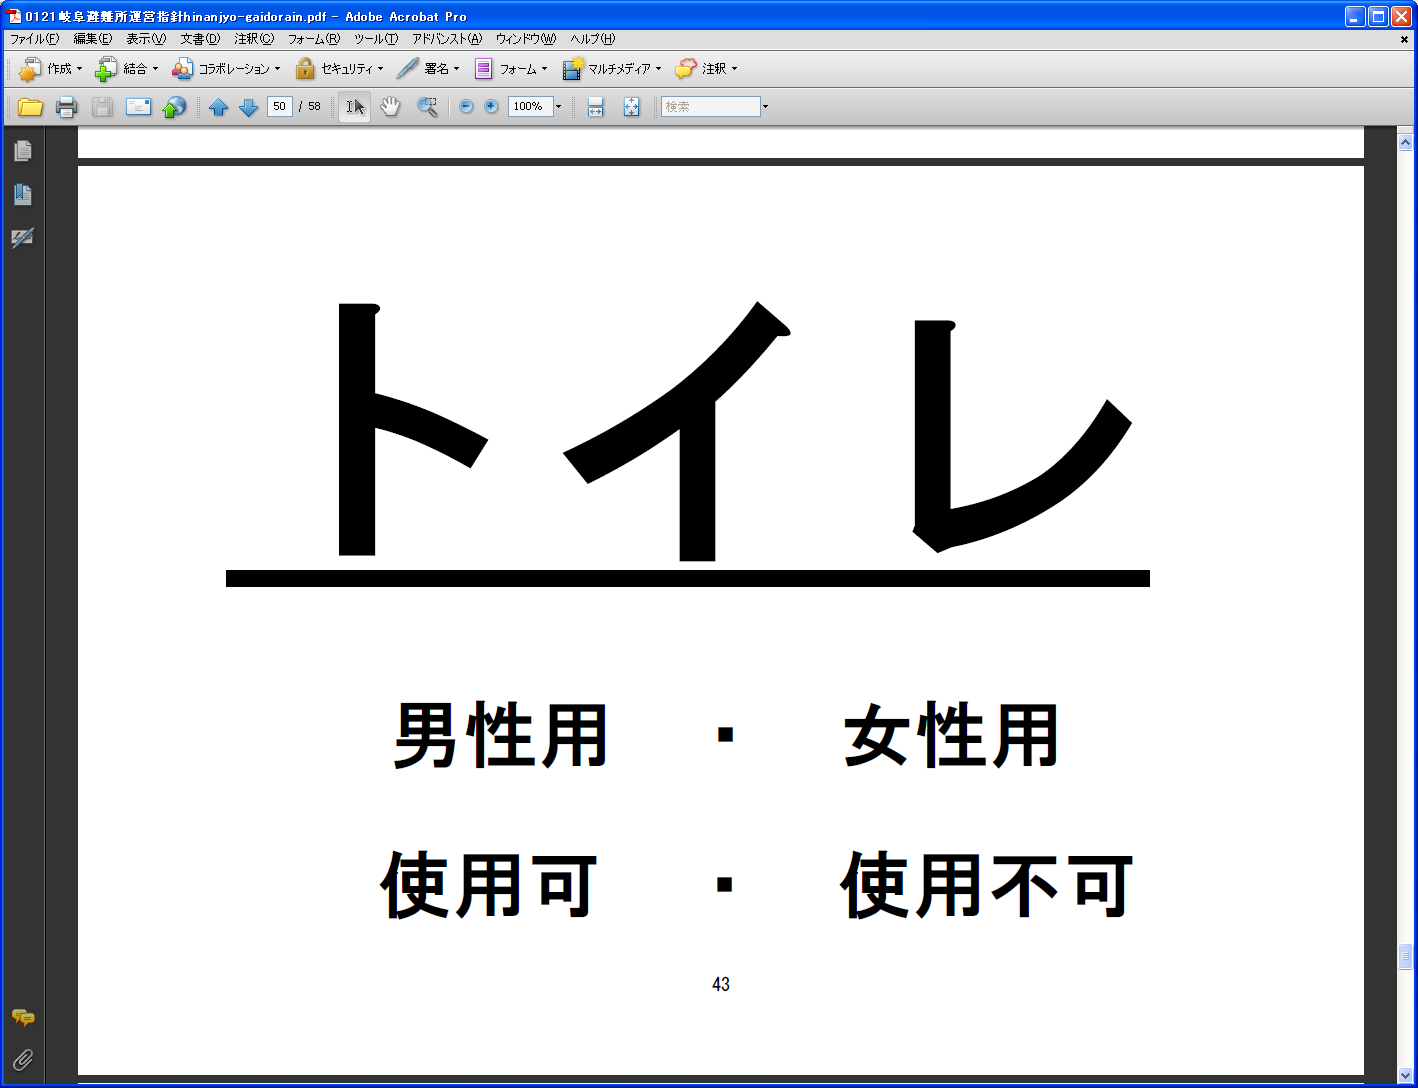 0121岐阜避難所運営指針hinanjyo-gaidorain.pdf - Adobe Acrobat Pro
ファイル(F) 編集(E) 表示(V) 文書(D) 注釈(C) フォーム(R) ツール(T) アドバンスト(A) ウィンドウ(W) ヘルプ(H)
作成 結合 コラボレーション セキュリティ 署名 フォーム マルチメディア 注釈
50 / 58 100% 検索
トイレ
男性用 ・ 女性用
使用可 ・ 使用不可
43